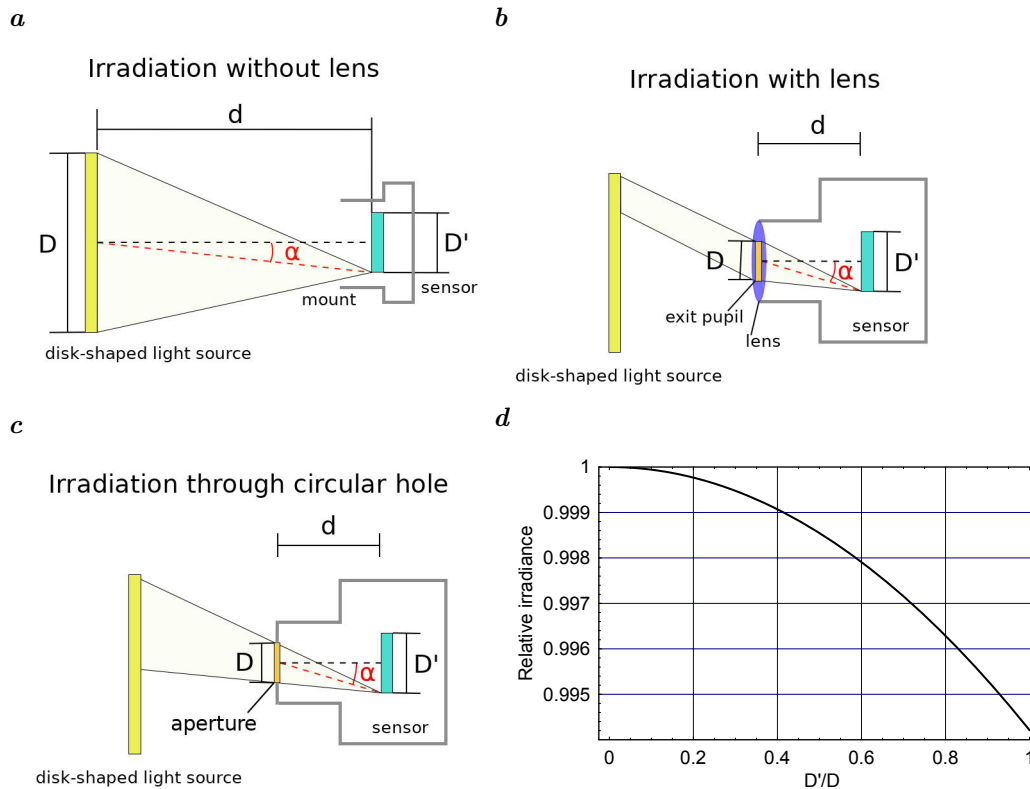 a
Irradiation without lens
d
D
α
D'
mount
sensor
disk-shaped light source
b
Irradiation with lens
d
D
α
D'
exit pupil
lens
sensor
disk-shaped light source
c
Irradiation through circular hole
d
D
α
D'
aperture
sensor
disk-shaped light source
d
1
0.999
0.998
0.997
0.996
0.995
Relative irradiance
0 0.2 0.4 0.6 0.8 1
D'/D